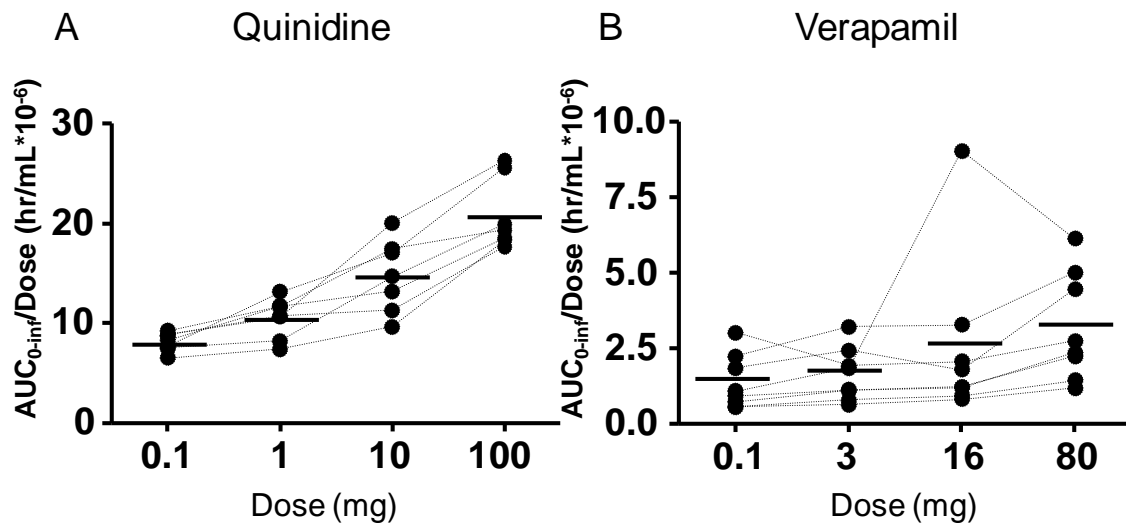 A Quinidine
AUC0-inf/Dose (hr/mL*10-6)
30
20
10
0
0.1 1 10 100
Dose (mg)
B Verapamil
AUC0-inf/Dose (hr/mL*10-6)
10.0
7.5
5.0
2.5
0.0
0.1 3 16 80
Dose (mg)